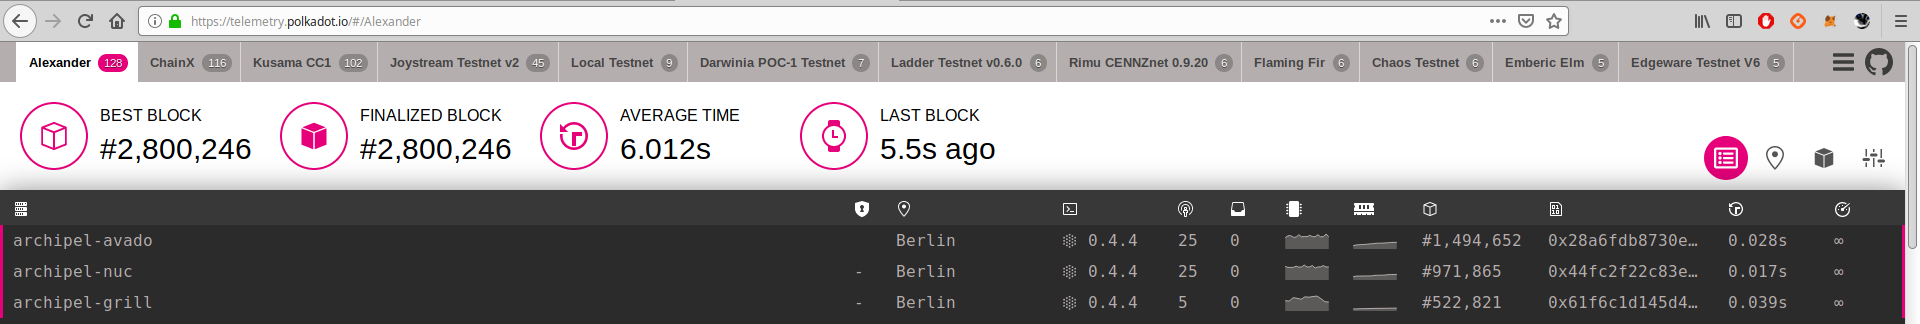 https://telemetry.polkadot.io/#/Alexander
Alexander 128 ChainX 116 Kusama CC1 102 Joystream Testnet v2 45 Local Testnet 9 Darwinia POC-1 Testnet 7 Ladder Testnet v0.6.0 6 Rimu CENNZnet 0.9.20 6 Flaming Fir 6 Chaos Testnet 6 Emberic Elm 5 Edgeware Testnet V6 5
BEST BLOCK FINALIZED BLOCK AVERAGE TIME LAST BLOCK
#2,800,246 #2,800,246 6.012s 5.5s ago
archipel-avado Berlin 0.4.4 25 0 #1,494,652 0x28a6fdb8730e… 0.028s ∞
archipel-nuc - Berlin 0.4.4 25 0 #971,865 0x44fc2f22c83e… 0.017s ∞
archipel-grill - Berlin 0.4.4 5 0 #522,821 0x61f6c1d145d4… 0.039s ∞